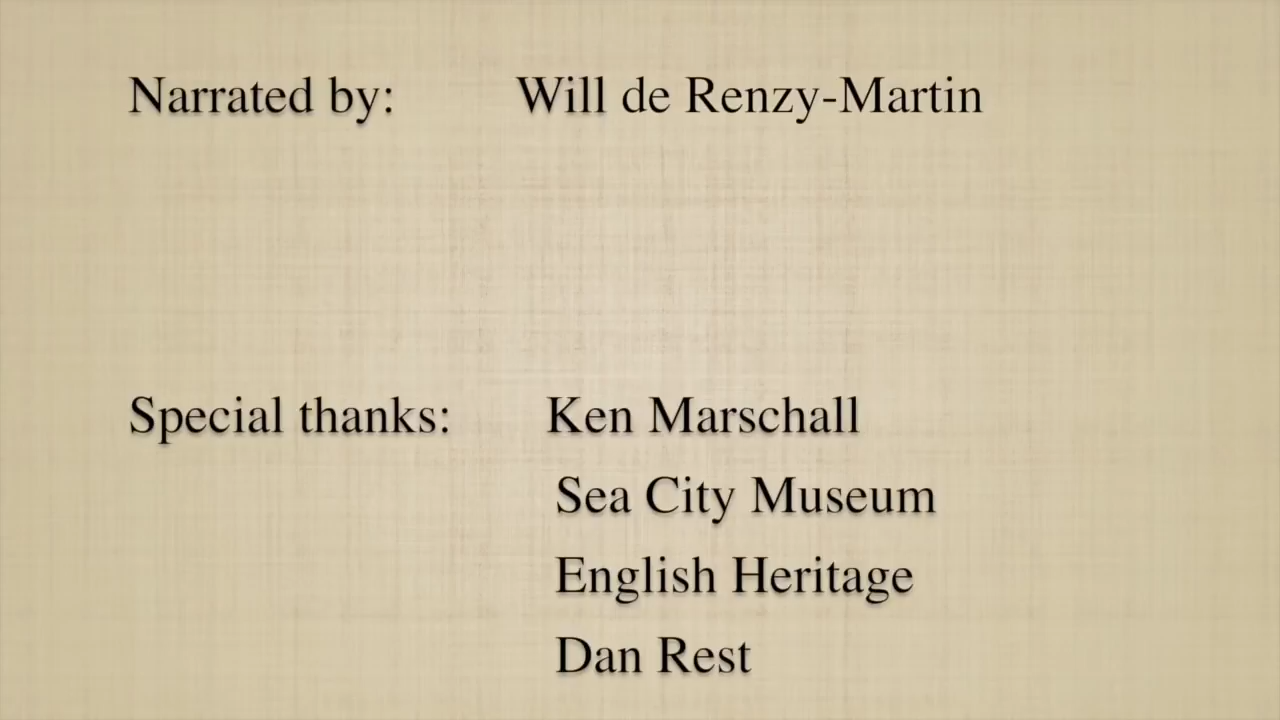 Narrated by: Will de Renzy-Martin
Special thanks: Ken Marschall
Sea City Museum
English Heritage
Dan Rest